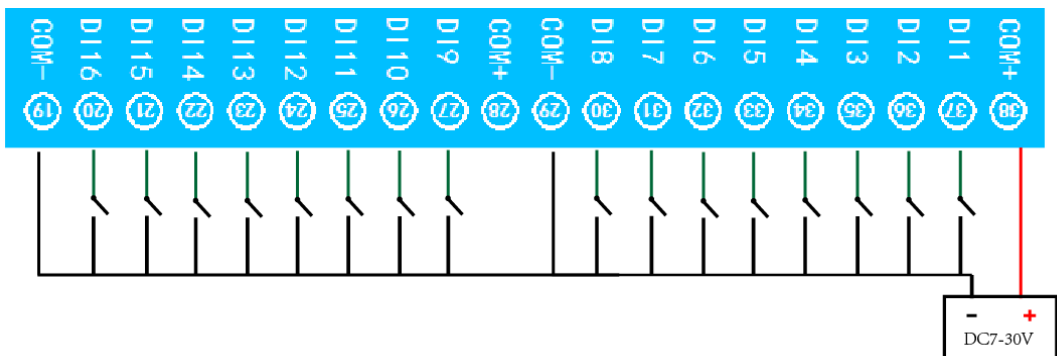 COM- DI16 DI15 DI14 DI13 DI12 DI11 DI10 DI9 COM+ COM- DI8 DI7 DI6 DI5 DI4 DI3 DI2 DI1 COM+
19 20 21 22 23 24 25 26 27 28 29 30 31 32 33 34 35 36 37 38
- +
DC7-30V